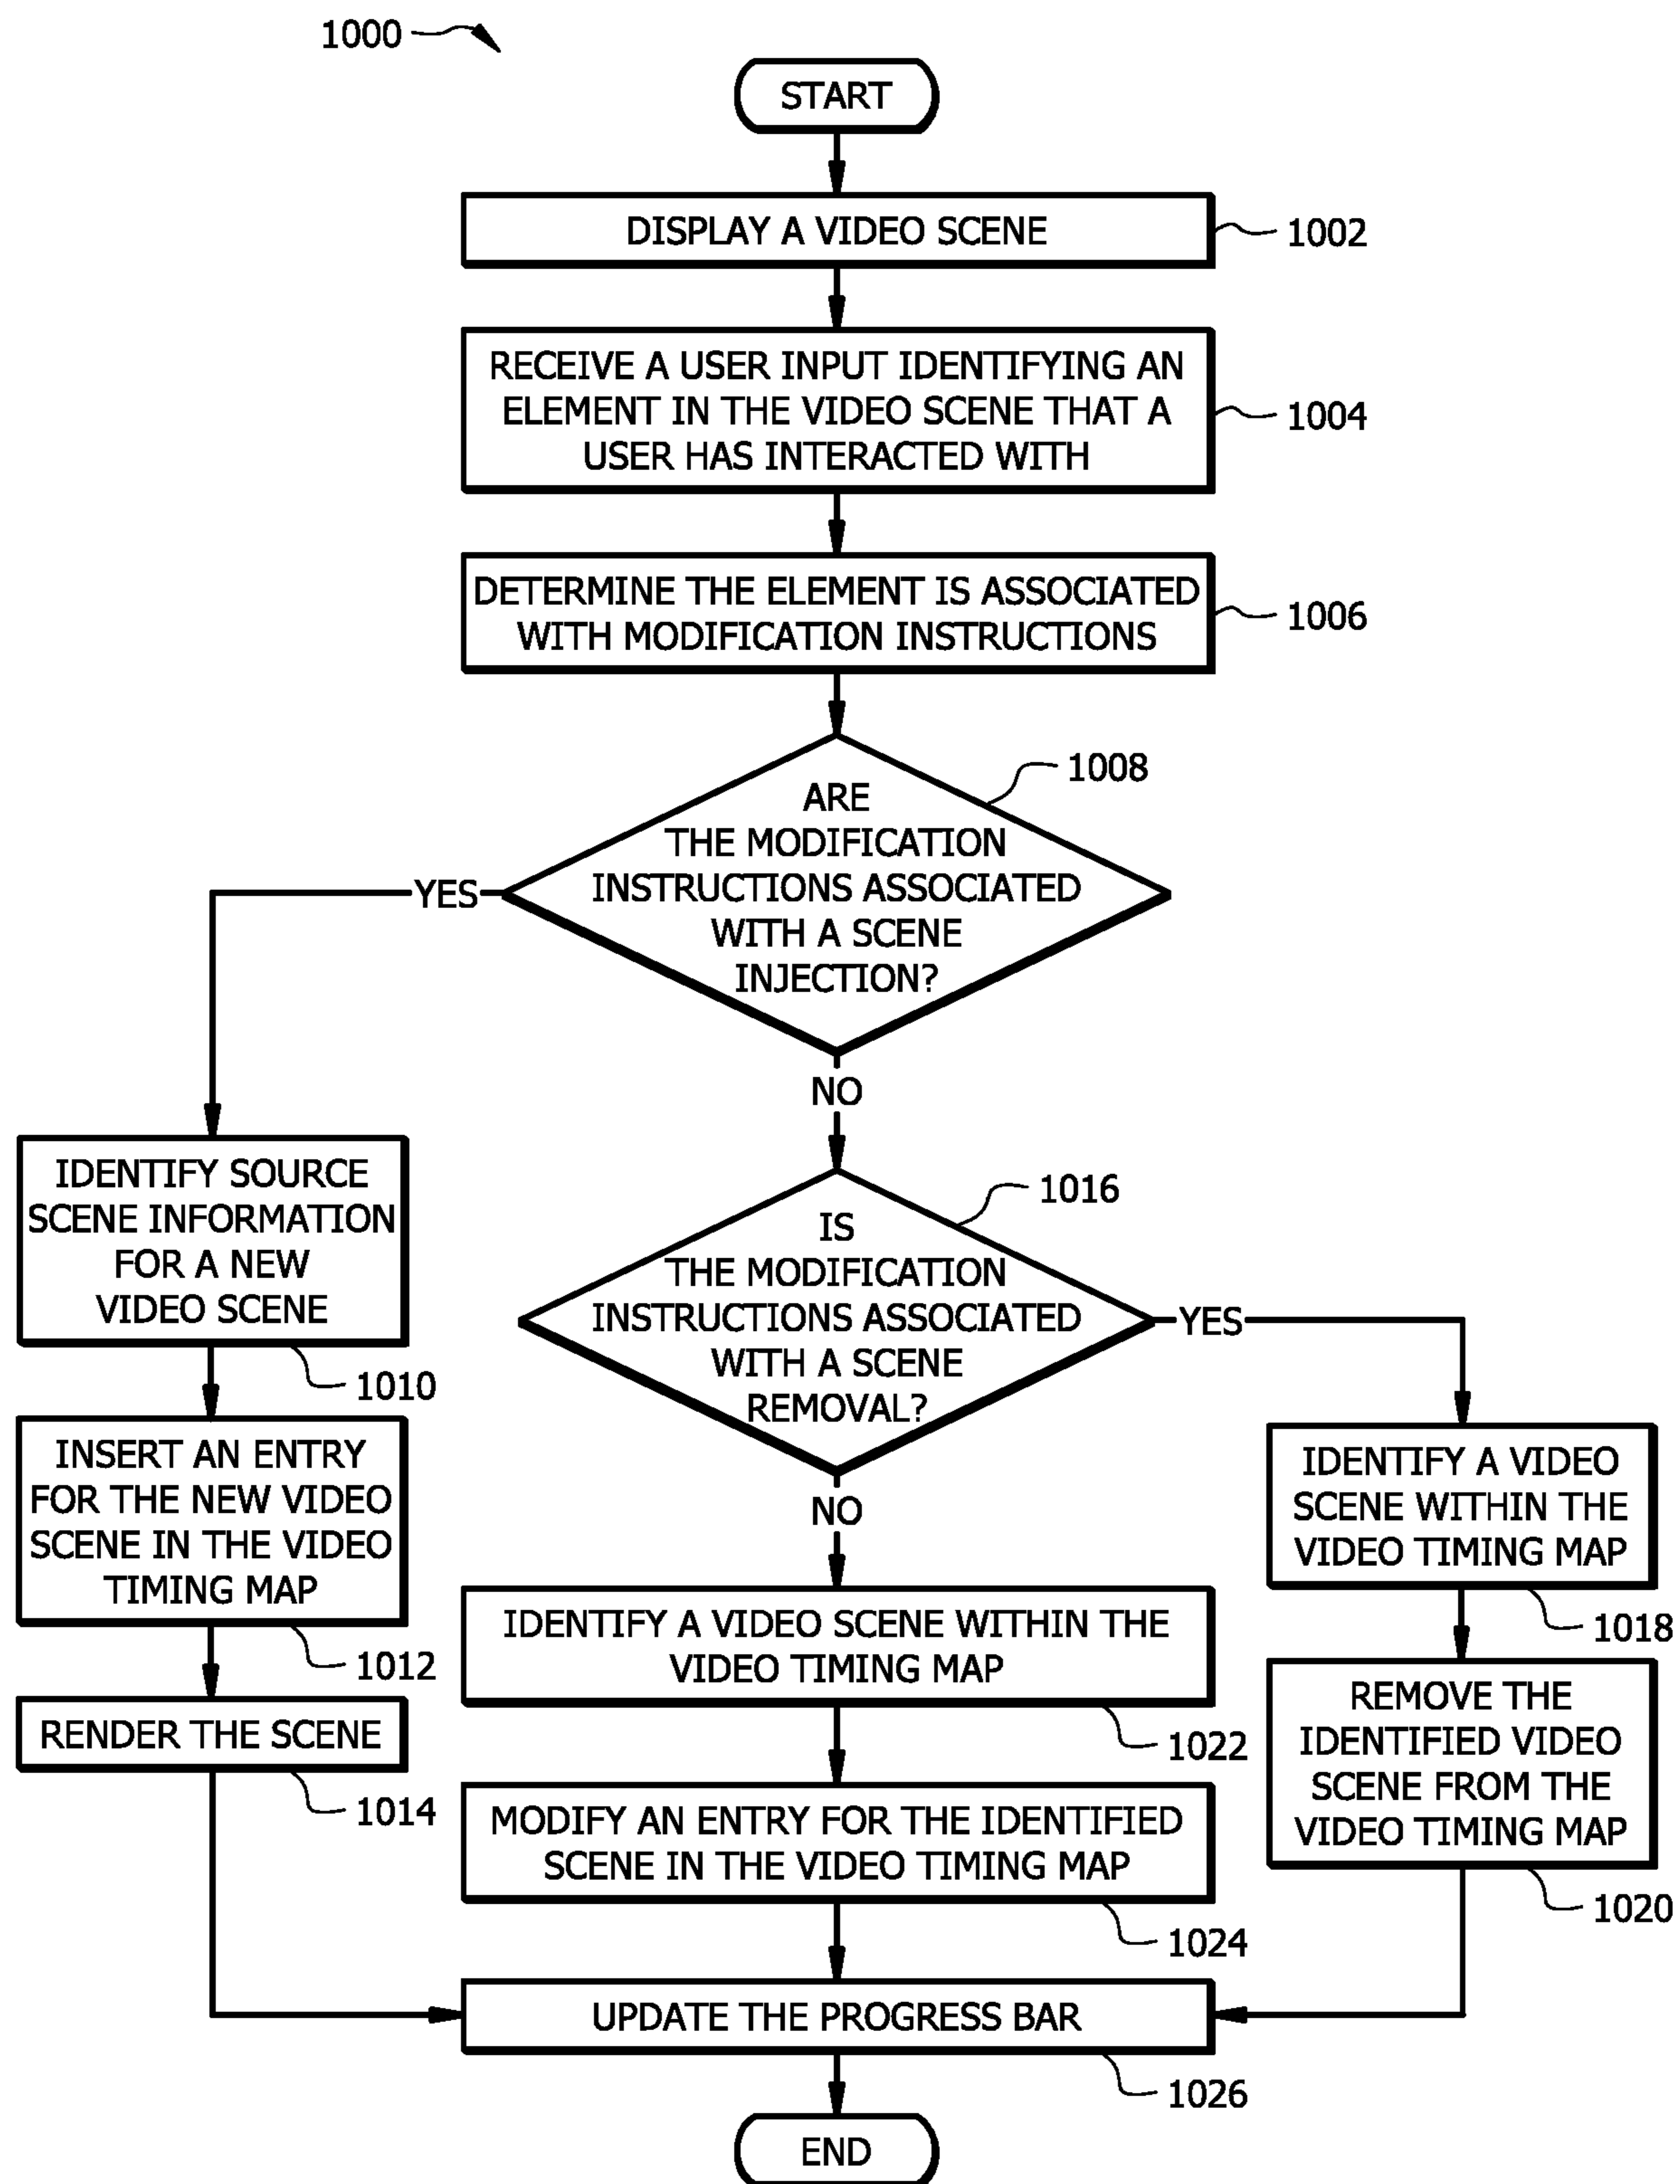 1000
START
DISPLAY A VIDEO SCENE
1002
RECEIVE A USER INPUT IDENTIFYING AN
ELEMENT IN THE VIDEO SCENE THAT A
USER HAS INTERACTED WITH
1004
DETERMINE THE ELEMENT IS ASSOCIATED
WITH MODIFICATION INSTRUCTIONS
1006
ARE
THE MODIFICATION
INSTRUCTIONS ASSOCIATED
WITH A SCENE
INJECTION?
1008
YES
NO
IDENTIFY SOURCE
SCENE INFORMATION
FOR A NEW
VIDEO SCENE
1010
INSERT AN ENTRY
FOR THE NEW VIDEO
SCENE IN THE VIDEO
TIMING MAP
1012
RENDER THE SCENE
1014
IS
THE MODIFICATION
INSTRUCTIONS ASSOCIATED
WITH A SCENE
REMOVAL?
1016
YES
NO
IDENTIFY A VIDEO
SCENE WITHIN THE
VIDEO TIMING MAP
1018
REMOVE THE
IDENTIFIED VIDEO
SCENE FROM THE
VIDEO TIMING MAP
1020
IDENTIFY A VIDEO SCENE WITHIN THE
VIDEO TIMING MAP
1022
MODIFY AN ENTRY FOR THE IDENTIFIED
SCENE IN THE VIDEO TIMING MAP
1024
UPDATE THE PROGRESS BAR
1026
END